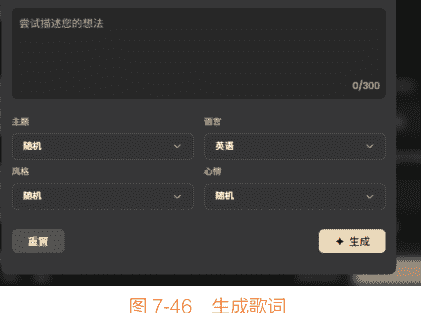 尝试描述您的想法
0/300
主题 语言
随机 英语
风格 心情
随机 随机
重置 生成
图 7-46 生成歌词